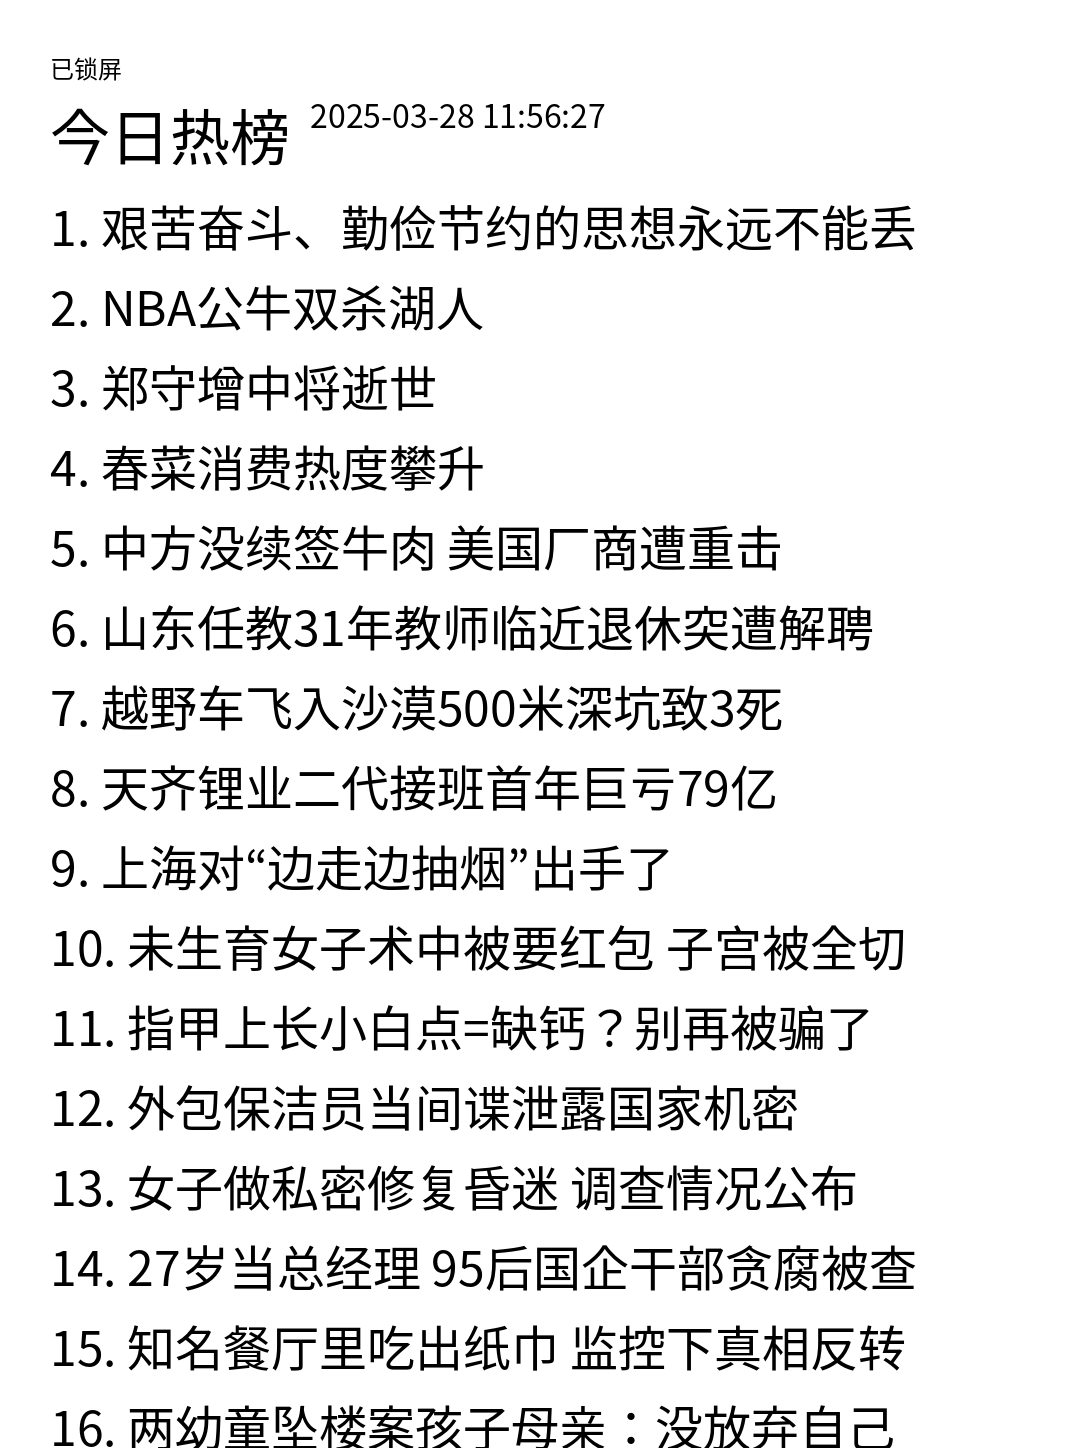 已锁屏
今日热榜 2025-03-28 11:56:27
1. 艰苦奋斗、勤俭节约的思想永远不能丢
2. NBA公牛双杀湖人
3. 郑守增中将逝世
4. 春菜消费热度攀升
5. 中方没续签牛肉 美国厂商遭重击
6. 山东任教31年教师临近退休突遭解聘
7. 越野车飞入沙漠500米深坑致3死
8. 天齐锂业二代接班首年巨亏79亿
9. 上海对“边走边抽烟”出手了
10. 未生育女子术中被要红包 子宫被全切
11. 指甲上长小白点=缺钙？别再被骗了
12. 外包保洁员当间谍泄露国家机密
13. 女子做私密修复昏迷 调查情况公布
14. 27岁当总经理 95后国企干部贪腐被查
15. 知名餐厅里吃出纸巾 监控下真相反转
16. 两幼童坠楼案孩子母亲：没放弃自己